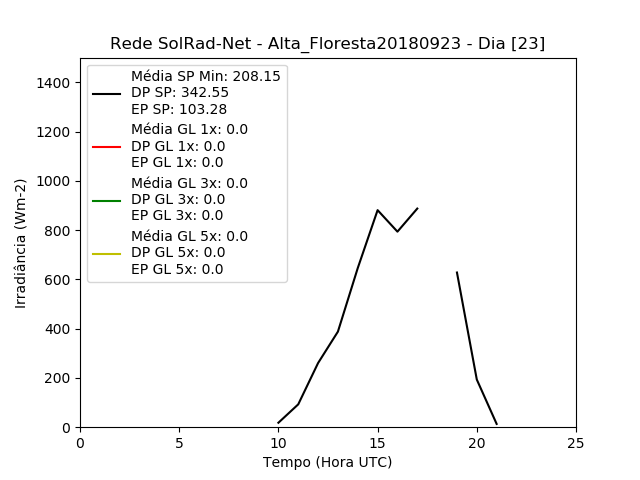 Rede SolRad-Net - Alta_Floresta20180923 - Dia [23]
Média SP Min: 208.15
DP SP: 342.55
EP SP: 103.28
Média GL 1x: 0.0
DP GL 1x: 0.0
EP GL 1x: 0.0
Média GL 3x: 0.0
DP GL 3x: 0.0
EP GL 3x: 0.0
Média GL 5x: 0.0
DP GL 5x: 0.0
EP GL 5x: 0.0
1400
1200
1000
800
600
400
200
0
Irradiância (Wm-2)
0 5 10 15 20 25
Tempo (Hora UTC)